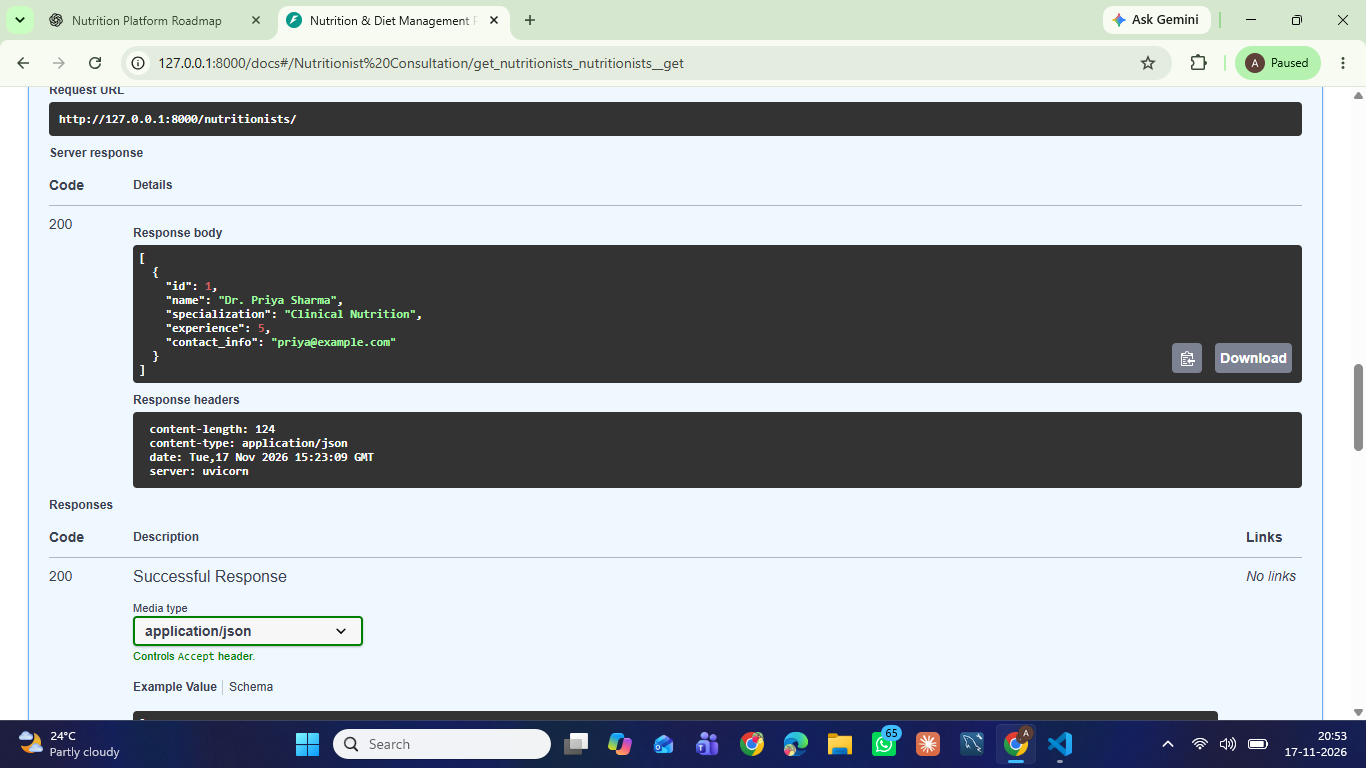 Nutrition Platform Roadmap
Nutrition & Diet Management
Ask Gemini
127.0.0.1:8000/docs#/Nutritionist%20Consultation/get_nutritionists_nutritionists__get
A
Paused
Request URL
http://127.0.0.1:8000/nutritionists/
Server response
Code Details
200
Response body
[
{
"id": 1,
"name": "Dr. Priya Sharma",
"specialization": "Clinical Nutrition",
"experience": 5,
"contact_info": "priya@example.com"
}
]
Download
Response headers
content-length: 124
content-type: application/json
date: Tue,17 Nov 2026 15:23:09 GMT
server: uvicorn
Responses
Code Description Links
200 Successful Response No links
Media type
application/json
Controls Accept header.
Example Value Schema
24°C
Partly cloudy
Search
65
A
20:53
17-11-2026